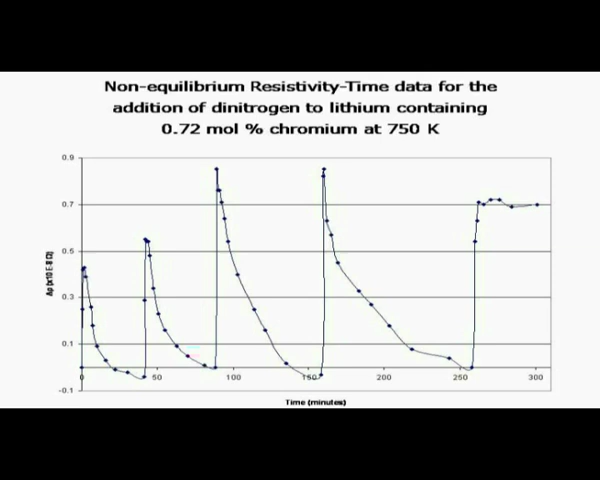 Non-equilibrium Resistivity-Time data for the
addition of dinitrogen to lithium containing
0.72 mol % chromium at 750 K
0.9
0.7
0.5
0.3
0.1
-0.1
0 50 100 150 200 250 300
Time (minutes)